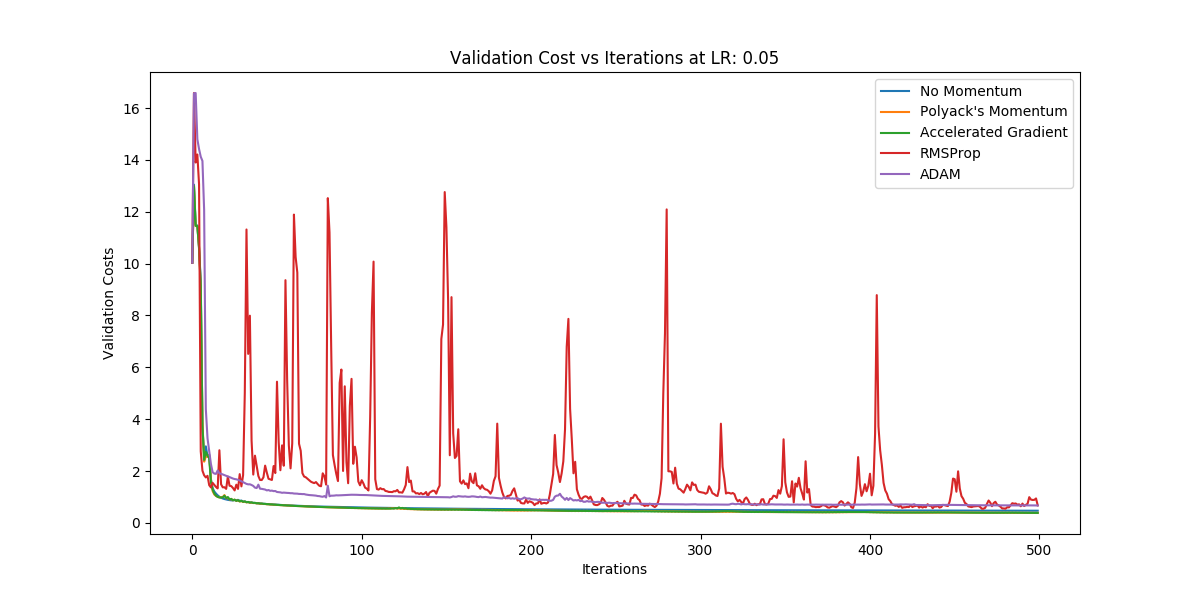 Validation Cost vs Iterations at LR: 0.05
No Momentum
Polyack's Momentum
Accelerated Gradient
RMSProp
ADAM
Validation Costs
16
14
12
10
8
6
4
2
0
0 100 200 300 400 500
Iterations